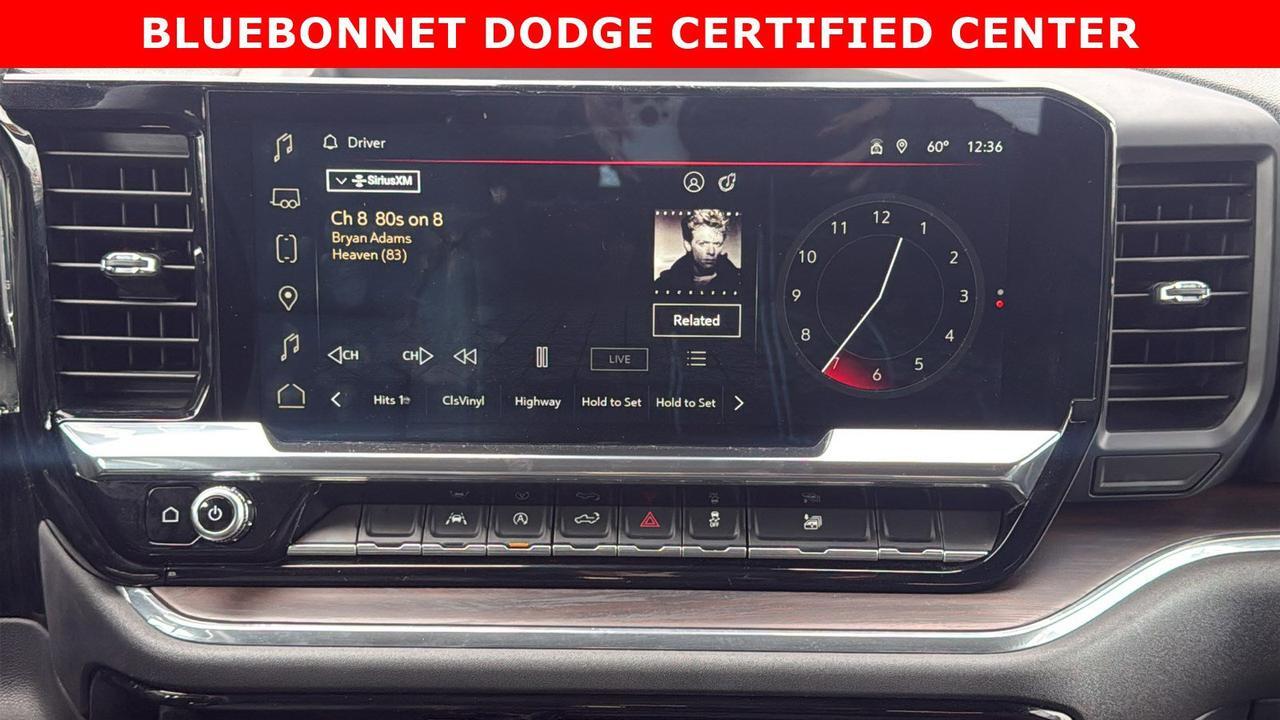 BLUEBONNET DODGE CERTIFIED CENTER
Driver
60° 12:36
SiriusXM
Ch 8 80s on 8
Bryan Adams
Heaven (83)
Related
CH CH LIVE
Hits 1 ClsVinyl Highway Hold to Set Hold to Set
12
11 1
10 2
9 3
8 4
7 6 5
OFF